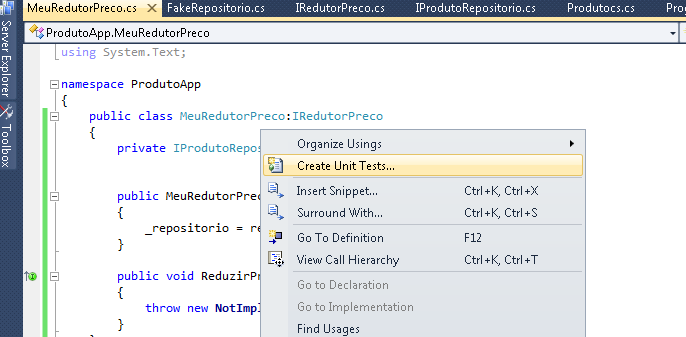 MeuRedutorPreco.cs × FakeRepositorio.cs IRedutorPreco.cs IProdutoRepositorio.cs Produtocs.cs Prod
ProdutoApp.MeuRedutorPreco
Server Explorer
Toolbox
using System.Text;
namespace ProdutoApp
{
public class MeuRedutorPreco:IRedutorPreco
{
private IProdutoRepos
public MeuRedutorPrec
{
_repositorio = re
}
public void ReduzirPr
{
throw new NotImpl
}
Organize Usings
Create Unit Tests...
Insert Snippet... Ctrl+K, Ctrl+X
Surround With... Ctrl+K, Ctrl+S
Go To Definition F12
View Call Hierarchy Ctrl+K, Ctrl+T
Go to Declaration
Go to Implementation
Find Usages